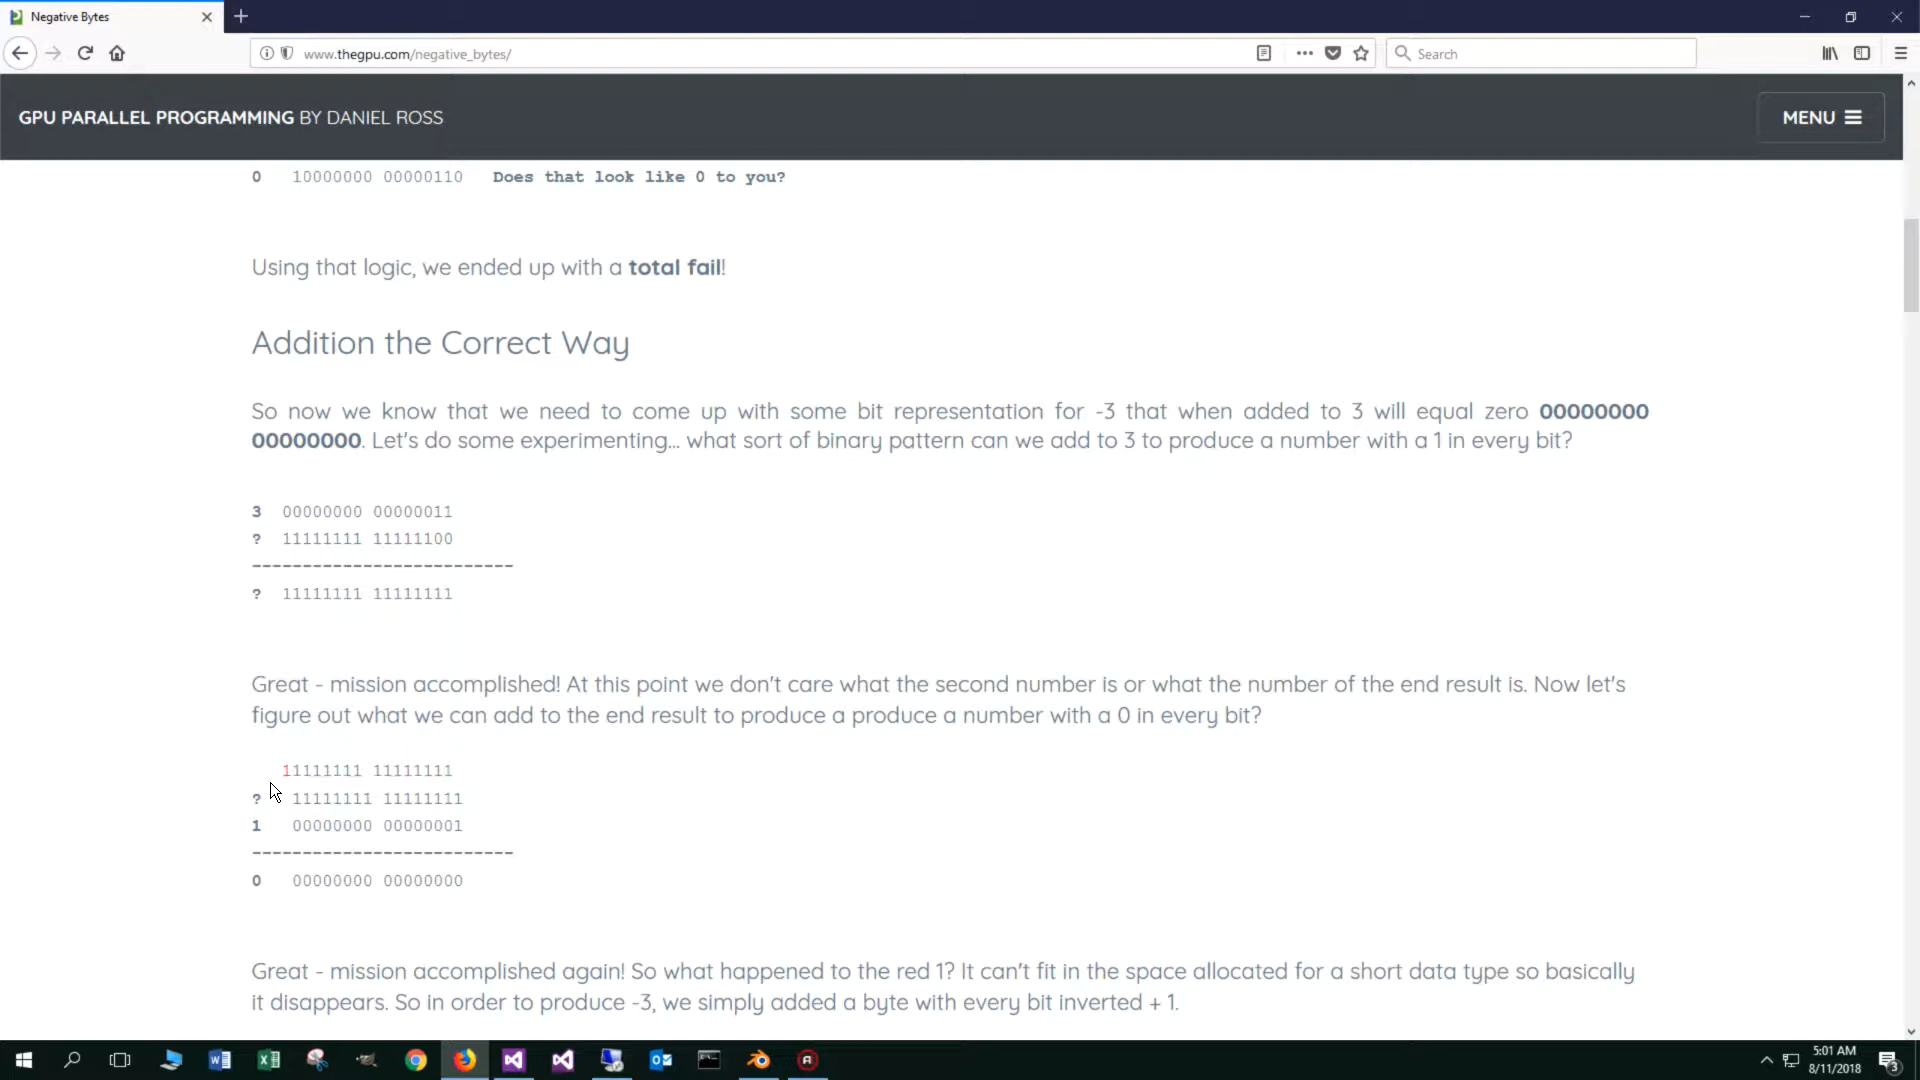 Negative Bytes
www.thegpu.com/negative_bytes/
Search
GPU PARALLEL PROGRAMMING BY DANIEL ROSS
MENU
0 10000000 00000110 Does that look like 0 to you?
Using that logic, we ended up with a total fail!
Addition the Correct Way
So now we know that we need to come up with some bit representation for -3 that when added to 3 will equal zero 00000000
00000000. Let's do some experimenting... what sort of binary pattern can we add to 3 to produce a number with a 1 in every bit?
3 00000000 00000011
? 11111111 11111100
--------------------------
? 11111111 11111111
Great - mission accomplished! At this point we don't care what the second number is or what the number of the end result is. Now let's
figure out what we can add to the end result to produce a produce a number with a 0 in every bit?
11111111 11111111
? 11111111 11111111
1 00000000 00000001
--------------------------
0 00000000 00000000
Great - mission accomplished again! So what happened to the red 1? It can't fit in the space allocated for a short data type so basically
it disappears. So in order to produce -3, we simply added a byte with every bit inverted + 1.
5:01 AM
8/11/2018
3